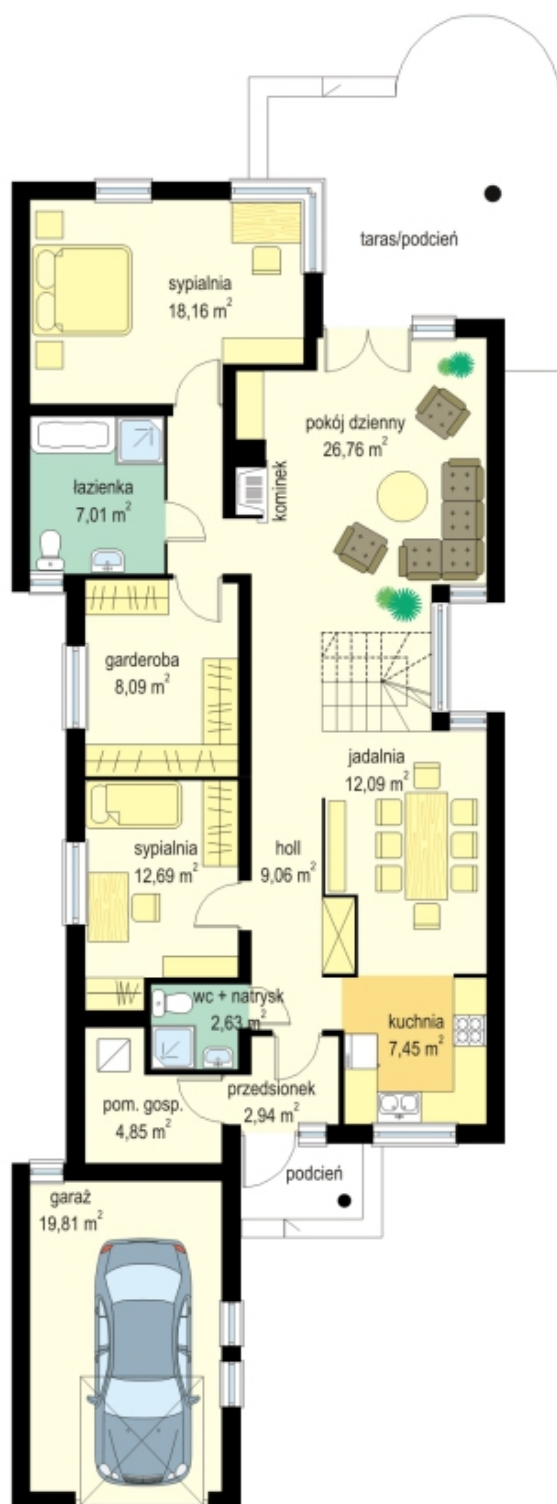 taras/podcień
sypialnia
18,16 m²
pokój dzienny
26,76 m²
kominek
łazienka
7,01 m²
garderoba
8,09 m²
jadalnia
12,09 m²
sypialnia
12,69 m²
holl
9,06 m²
wc + natrysk
2,63 m²
kuchnia
7,45 m²
przedsionek
2,94 m²
pom. gosp.
4,85 m²
podcień
garaż
19,81 m²